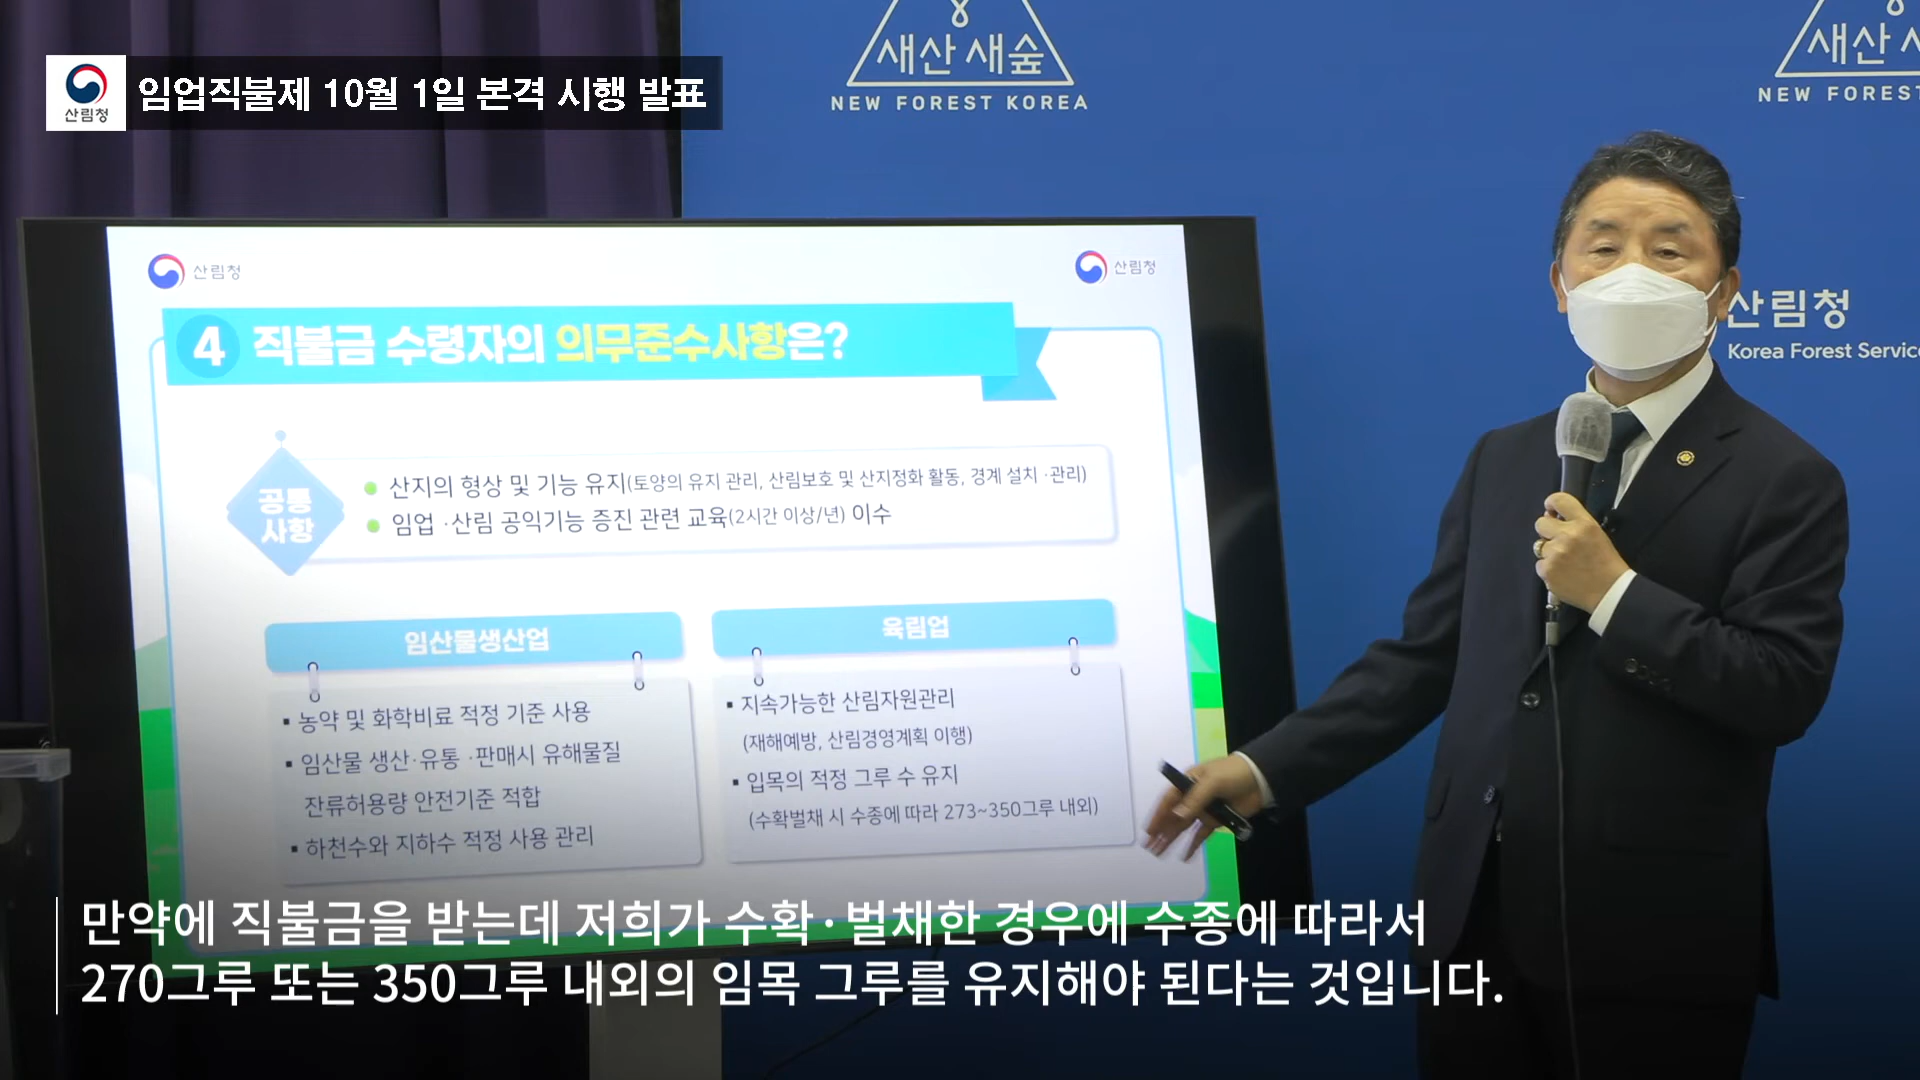 새산 새숲
NEW FOREST KOREA
새산
NEW FOREST
산림청
임업직불제 10월 1일 본격 시행 발표
산림청
산림청
4 직불금 수령자의 의무준수사항은?
공통
사항
산지의 형상 및 기능 유지(토양의 유지 관리, 산림보호 및 산지정화 활동, 경계 설치·관리)
임업·산림 공익기능 증진 관련 교육(2시간 이상/년) 이수
임산물생산업
▪ 농약 및 화학비료 적정 기준 사용
▪ 임산물 생산·유통·판매시 유해물질
잔류허용량 안전기준 적합
▪ 하천수와 지하수 적정 사용 관리
육림업
▪ 지속가능한 산림자원관리
(재해예방, 산림경영계획 이행)
▪ 입목의 적정 그루 수 유지
(수확벌채 시 수종에 따라 273~350그루 내외)
산림청
Korea Forest Service
만약에 직불금을 받는데 저희가 수확·벌채한 경우에 수종에 따라서
270그루 또는 350그루 내외의 임목 그루를 유지해야 된다는 것입니다.